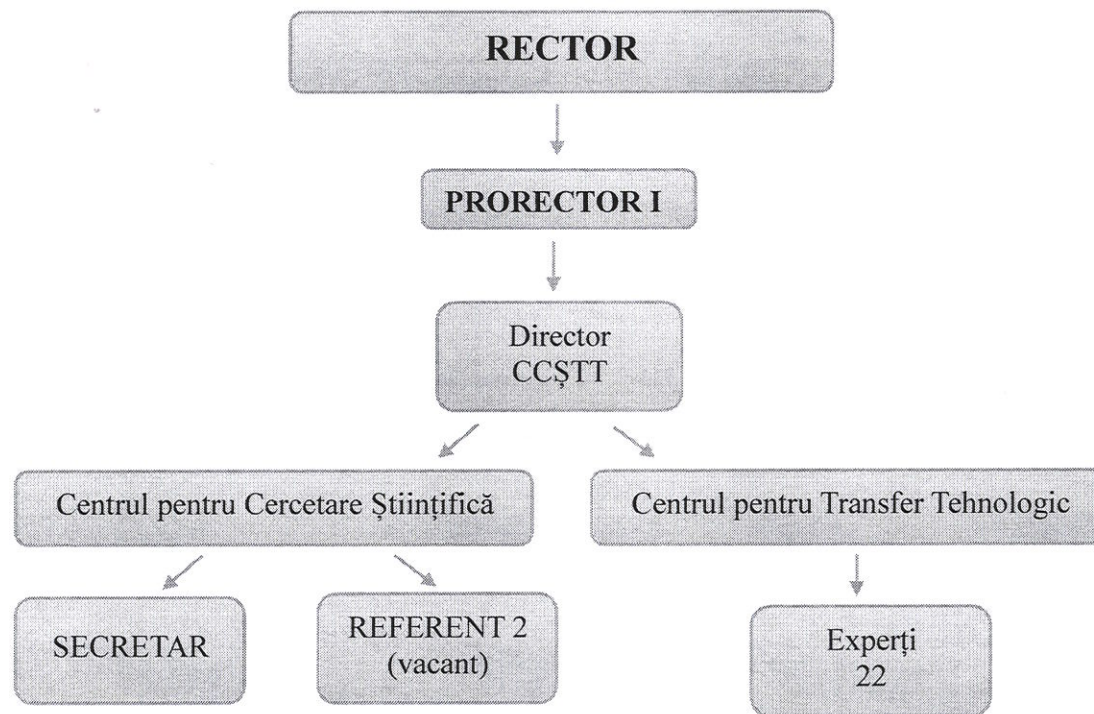 RECTOR
PRORECTOR I
Director
CCȘTT
Centrul pentru Cercetare Științifică
Centrul pentru Transfer Tehnologic
SECRETAR
REFERENT 2
(vacant)
Experți
22